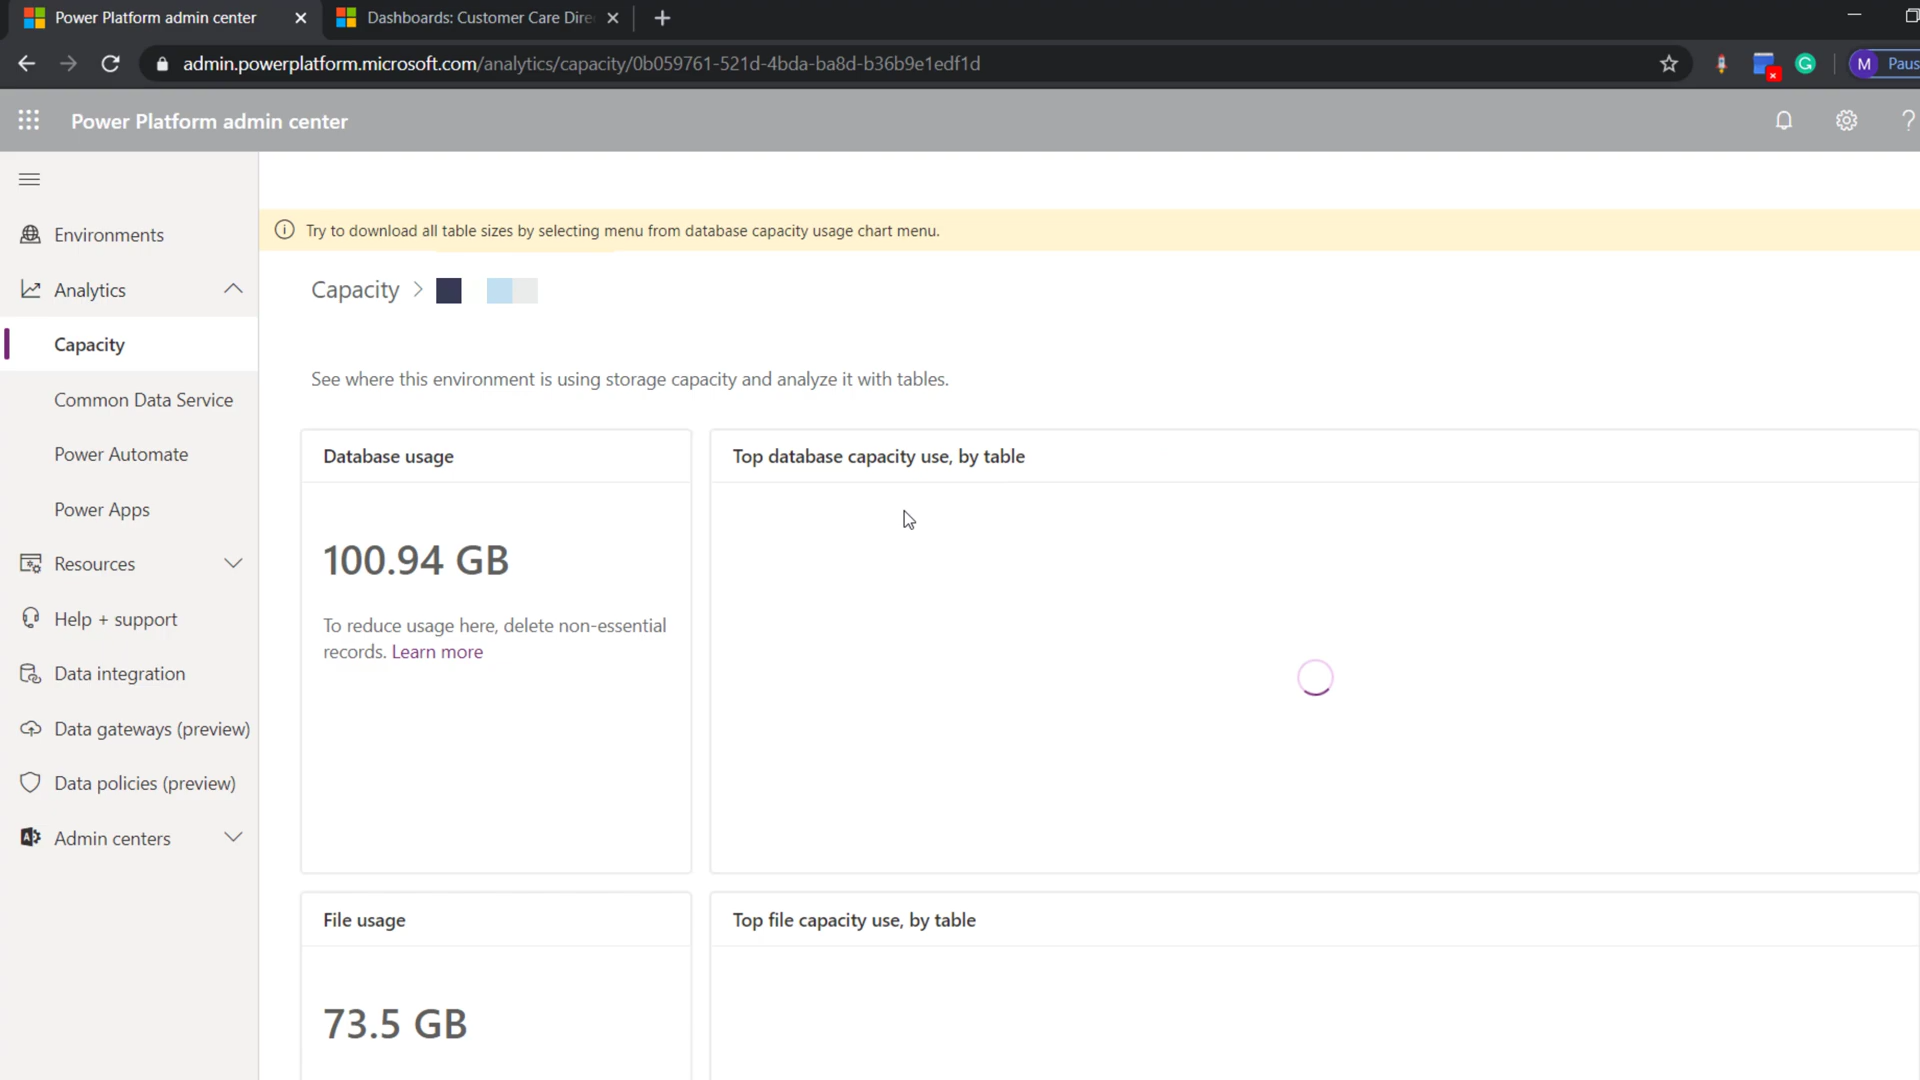 Power Platform admin center
Dashboards: Customer Care Dire
admin.powerplatform.microsoft.com/analytics/capacity/0b059761-521d-4bda-ba8d-b36b9e1edf1d
M Paus
Power Platform admin center
Environments
Try to download all table sizes by selecting menu from database capacity usage chart menu.
Analytics
Capacity >
Capacity
See where this environment is using storage capacity and analyze it with tables.
Common Data Service
Power Automate
Power Apps
Resources
Help + support
Data integration
Data gateways (preview)
Data policies (preview)
Admin centers
Database usage
100.94 GB
To reduce usage here, delete non-essential
records. Learn more
Top database capacity use, by table
File usage
73.5 GB
Top file capacity use, by table